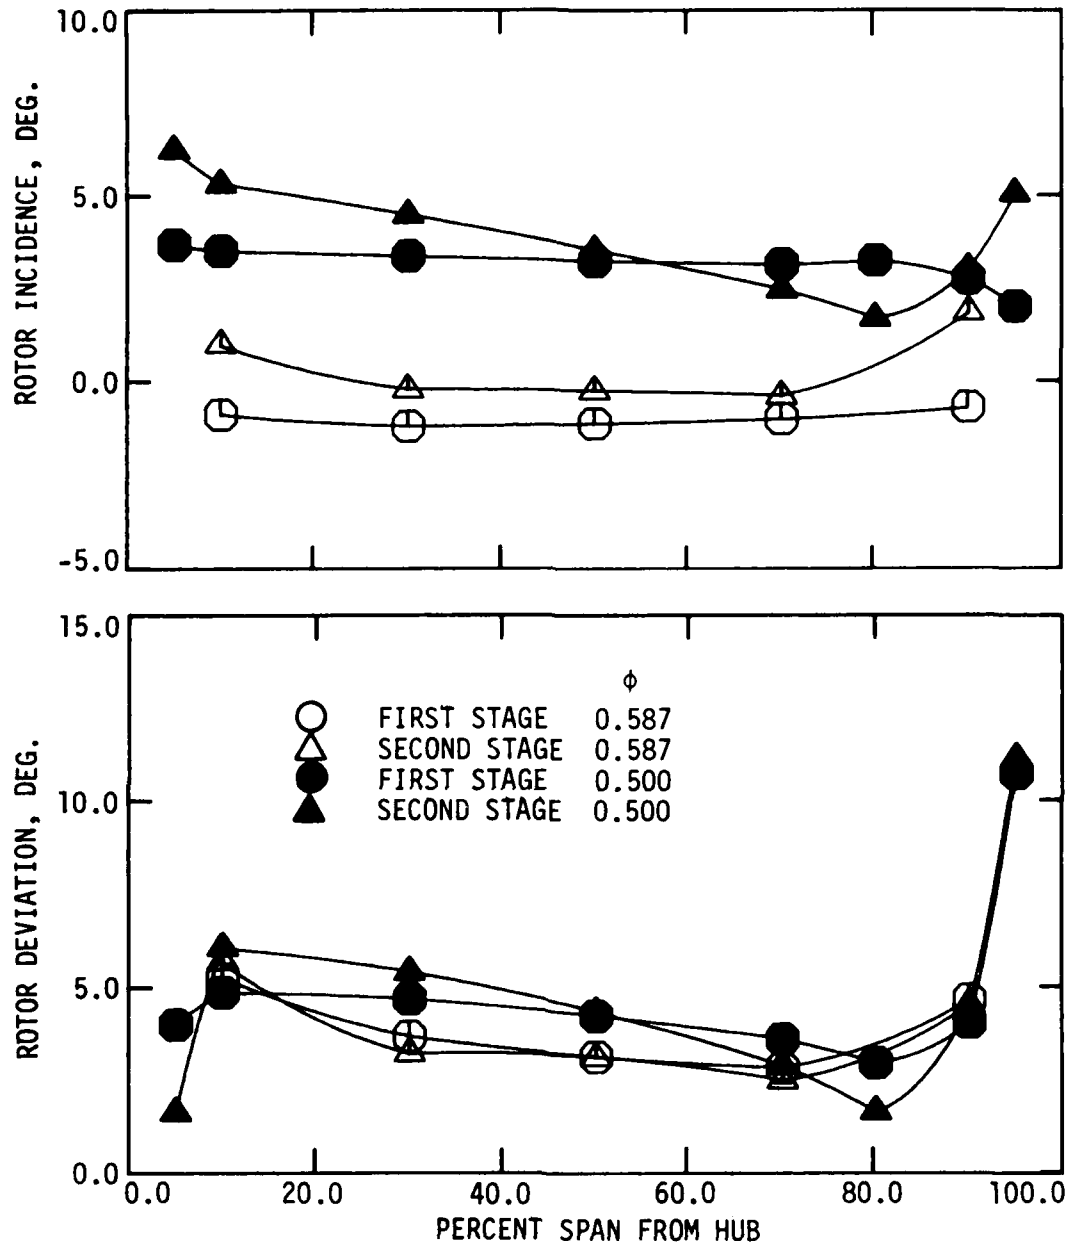 10.0
5.0
0.0
-5.0
ROTOR INCIDENCE, DEG.
15.0
10.0
5.0
0.0
ROTOR DEVIATION, DEG.
ϕ
FIRST STAGE 0.587
SECOND STAGE 0.587
FIRST STAGE 0.500
SECOND STAGE 0.500
0.0 20.0 40.0 60.0 80.0 100.0
PERCENT SPAN FROM HUB